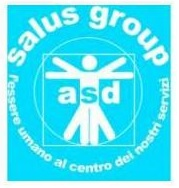 salus group
asd
l'essere umano al centro dei nostri servizi